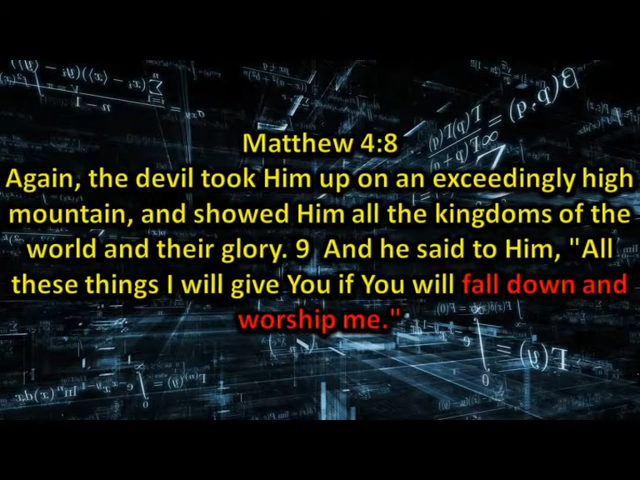 Matthew 4:8
Again, the devil took Him up on an exceedingly high
mountain, and showed Him all the kingdoms of the
world and their glory. 9  And he said to Him, "All
these things I will give You if You will fall down and
worship me."